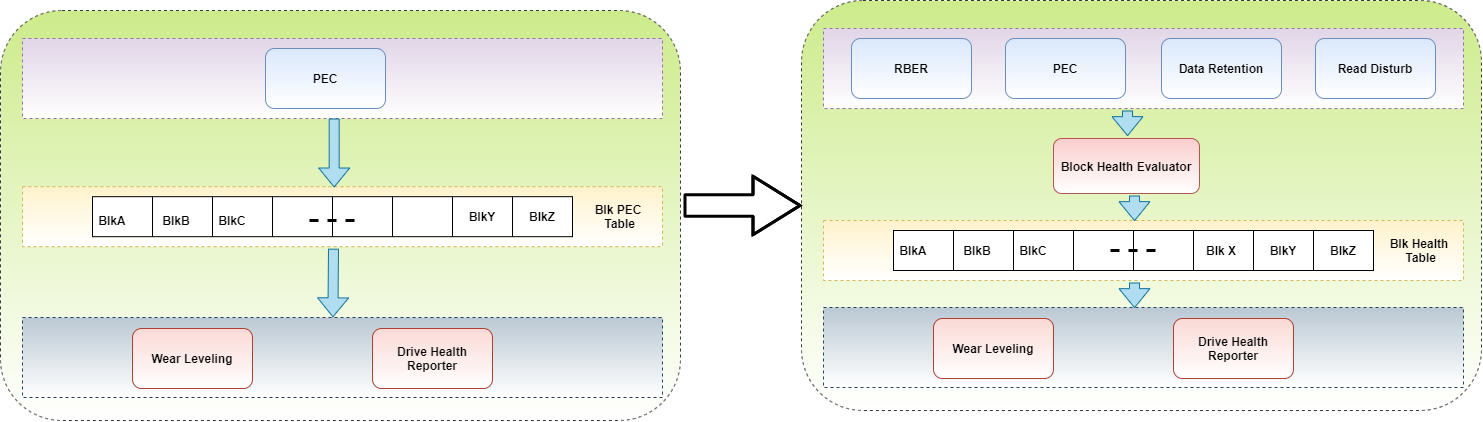 PEC
BlkA BlkB BlkC --- BlkY BlkZ
Blk PEC
Table
Wear Leveling
Drive Health
Reporter
RBER
PEC
Data Retention
Read Disturb
Block Health Evaluator
BlkA BlkB BlkC --- Blk X BlkY BlkZ
Blk Health
Table
Wear Leveling
Drive Health
Reporter